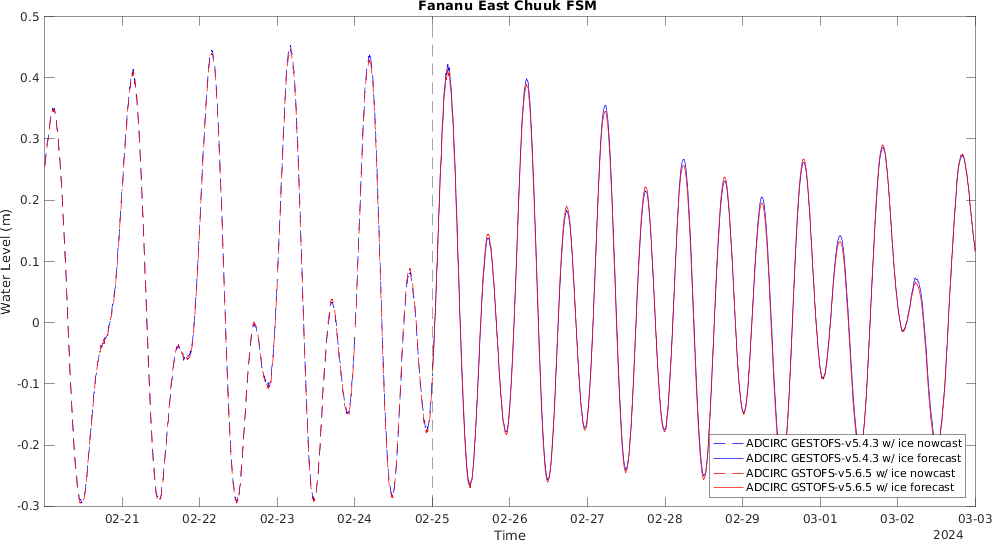 Fananu East Chuuk FSM
0.5
0.4
0.3
0.2
0.1
0
-0.1
-0.2
-0.3
Water Level (m)
ADCIRC GESTOFS-v5.4.3 w/ ice nowcast
ADCIRC GESTOFS-v5.4.3 w/ ice forecast
ADCIRC GSTOFS-v5.6.5 w/ ice nowcast
ADCIRC GSTOFS-v5.6.5 w/ ice forecast
02-21 02-22 02-23 02-24 02-25 02-26 02-27 02-28 02-29 03-01 03-02 03-03
Time
2024